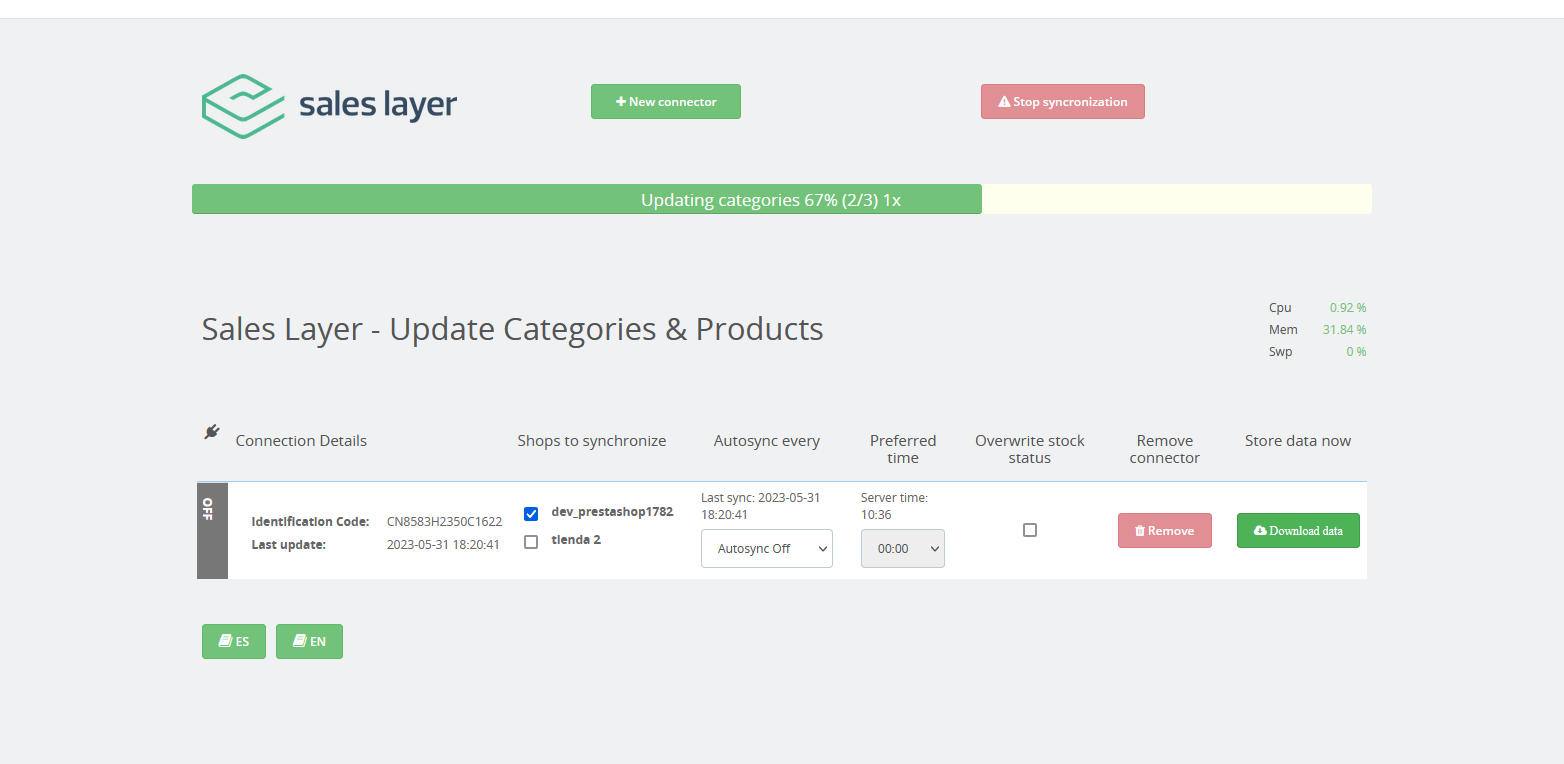 sales layer
New connector
Stop syncronization
Updating categories 67% (2/3) 1x
Sales Layer - Update Categories & Products
Cpu 0.92 %
Mem 31.84 %
Swp 0 %
Connection Details
Shops to synchronize
Autosync every
Preferred
time
Overwrite stock
status
Remove
connector
Store data now
OFF
Identification Code: CN8583H2350C1622
Last update: 2023-05-31 18:20:41
dev_prestashop1782
tienda 2
Last sync: 2023-05-31
18:20:41
Autosync Off
Server time:
10:36
00:00
Remove
Download data
ES
EN